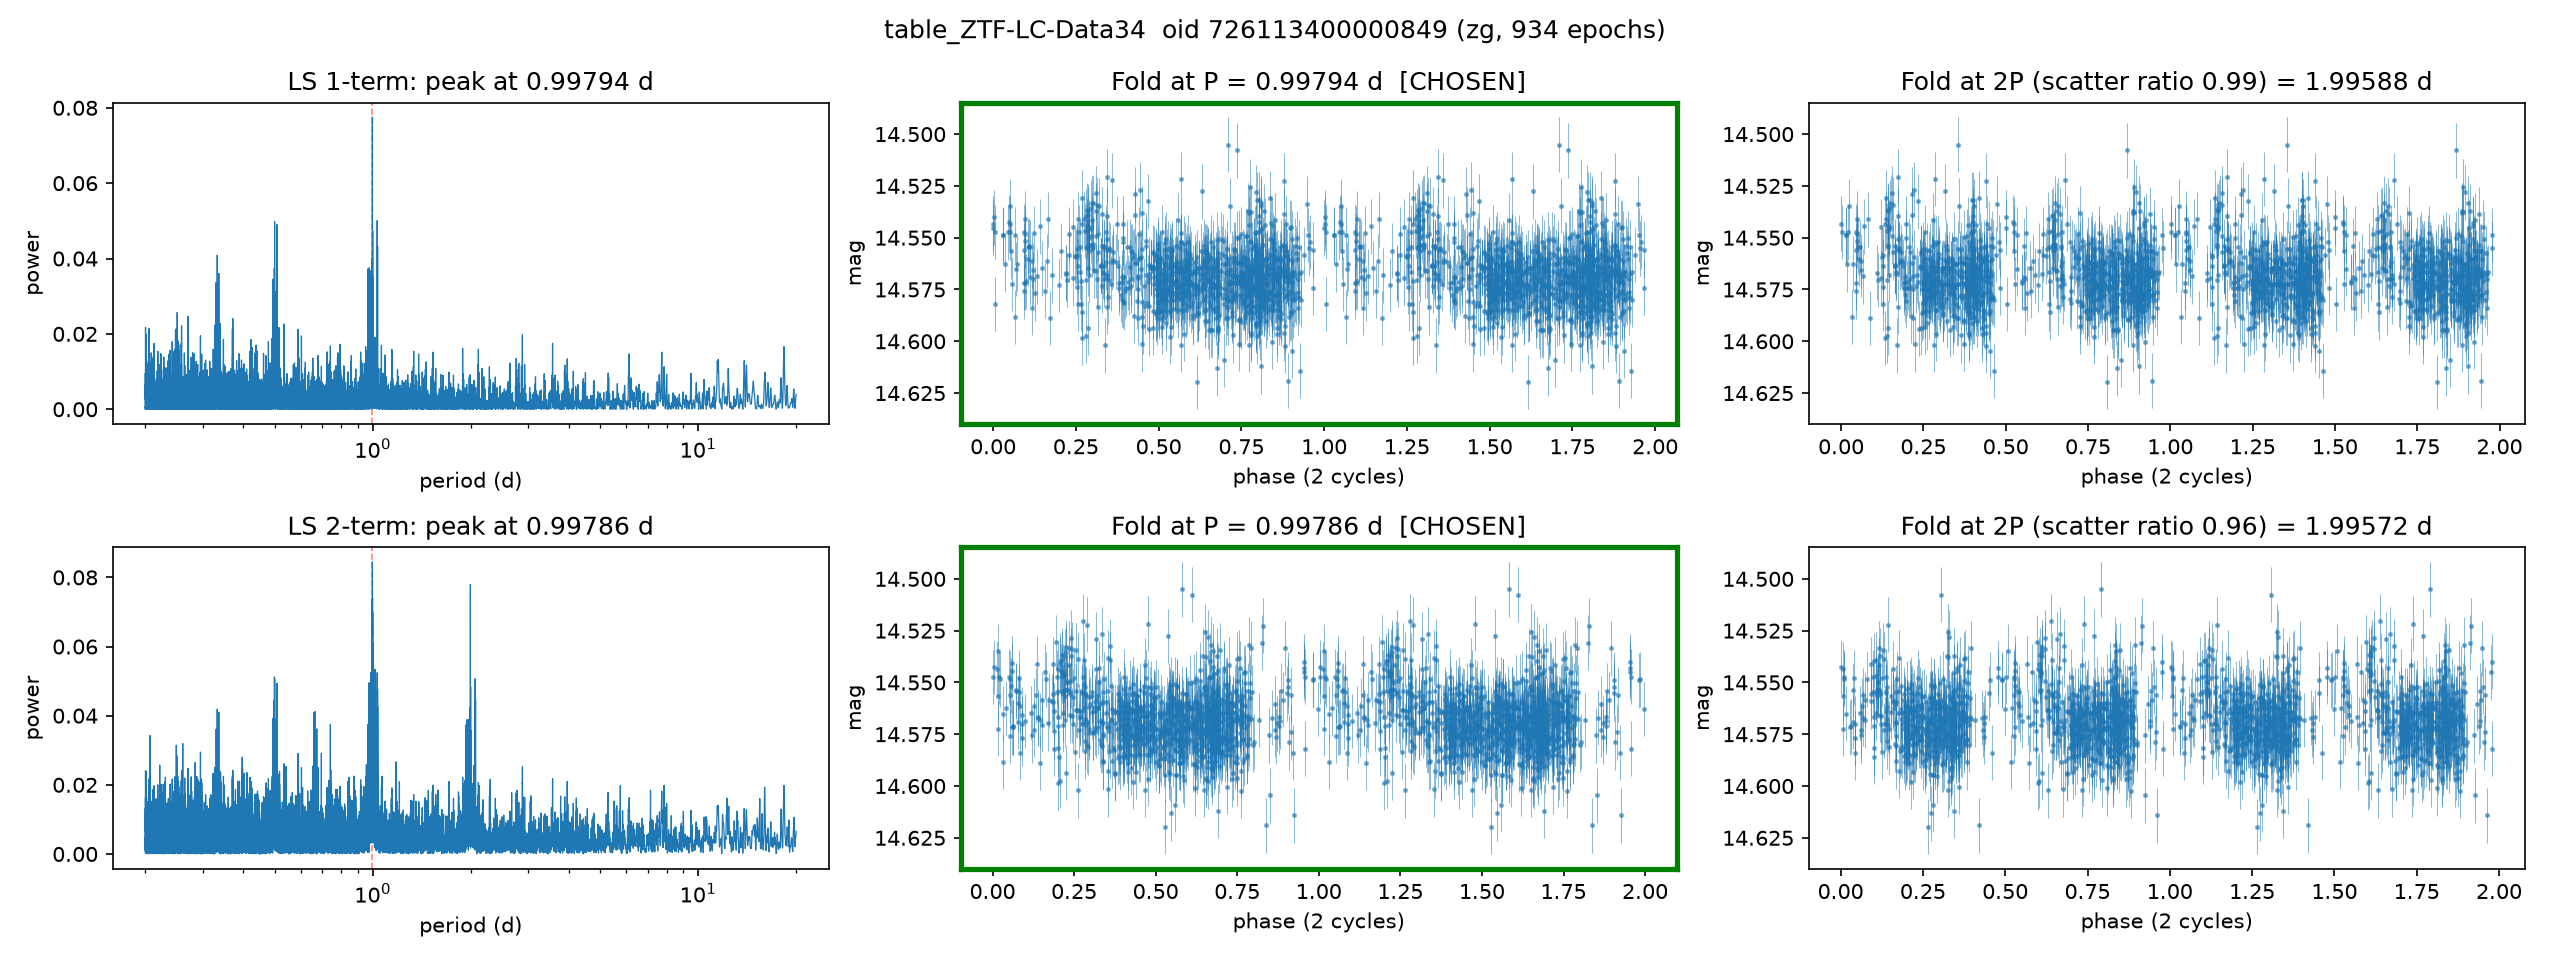 table_ZTF-LC-Data34  oid 726113400000849 (zg, 934 epochs)
LS 1-term: peak at 0.99794 d
power
0.08
0.06
0.04
0.02
0.00
10⁰
10¹
period (d)
Fold at P = 0.99794 d  [CHOSEN]
mag
14.500
14.525
14.550
14.575
14.600
14.625
0.00 0.25 0.50 0.75 1.00 1.25 1.50 1.75 2.00
phase (2 cycles)
Fold at 2P (scatter ratio 0.99) = 1.99588 d
mag
14.500
14.525
14.550
14.575
14.600
14.625
0.00 0.25 0.50 0.75 1.00 1.25 1.50 1.75 2.00
phase (2 cycles)
LS 2-term: peak at 0.99786 d
power
0.08
0.06
0.04
0.02
0.00
10⁰
10¹
period (d)
Fold at P = 0.99786 d  [CHOSEN]
mag
14.500
14.525
14.550
14.575
14.600
14.625
0.00 0.25 0.50 0.75 1.00 1.25 1.50 1.75 2.00
phase (2 cycles)
Fold at 2P (scatter ratio 0.96) = 1.99572 d
mag
14.500
14.525
14.550
14.575
14.600
14.625
0.00 0.25 0.50 0.75 1.00 1.25 1.50 1.75 2.00
phase (2 cycles)